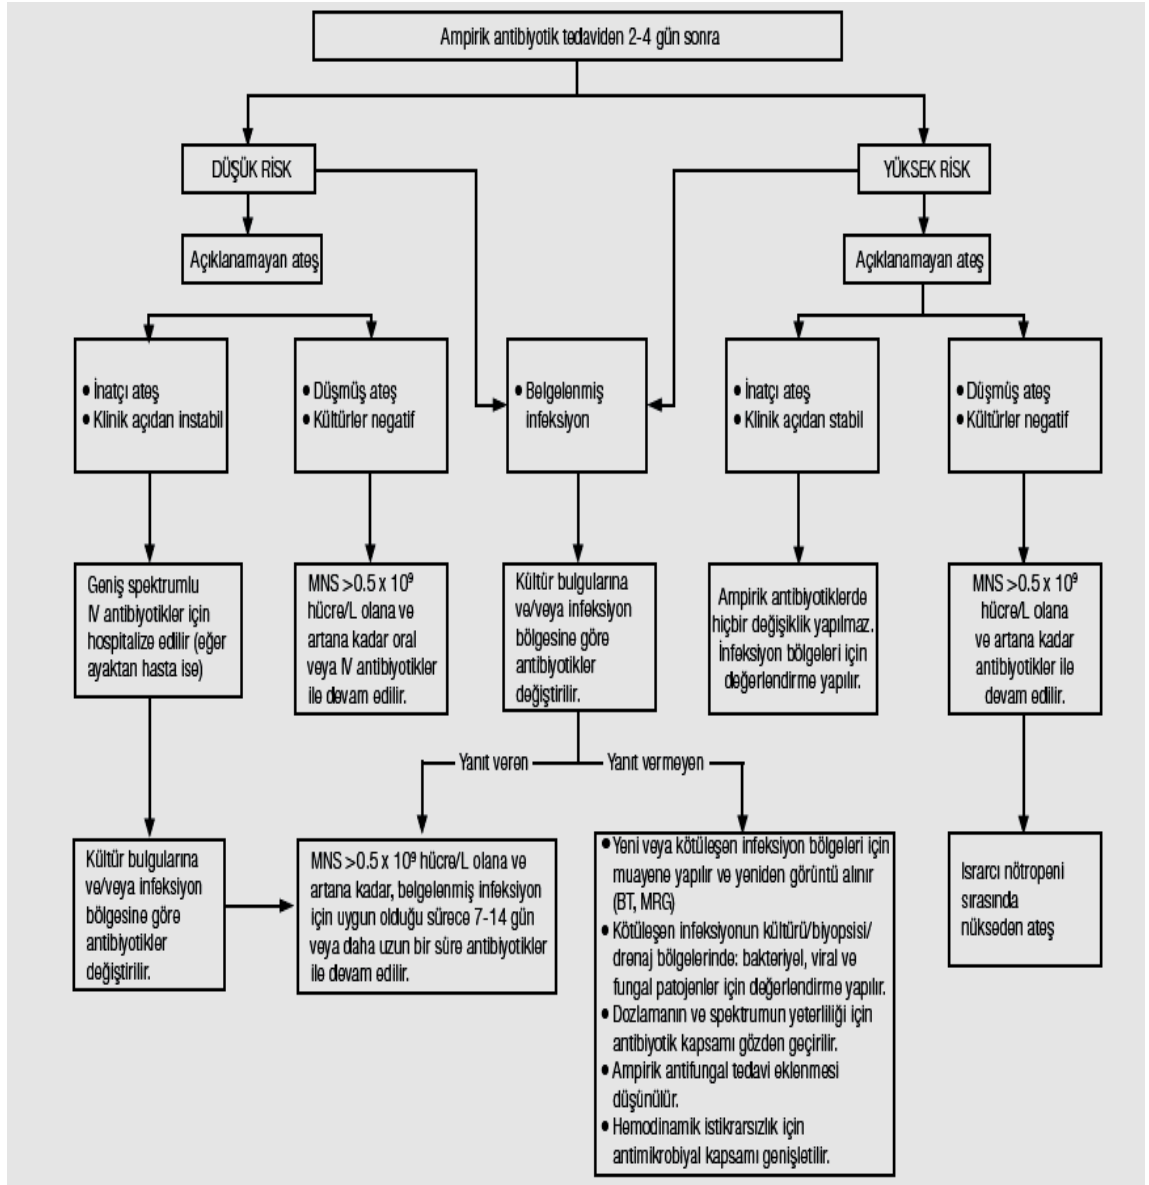 Ampirik antibiyotik tedaviden 2-4 gün sonra
DÜŞÜK RİSK
YÜKSEK RİSK
Açıklanamayan ateş
Açıklanamayan ateş
• İnatçı ateş
• Klinik açıdan instabil
• Düşmüş ateş
• Kültürler negatif
• Belgelenmiş
infeksiyon
• İnatçı ateş
• Klinik açıdan stabil
• Düşmüş ateş
• Kültürler negatif
Geniş spektrumlu
IV antibiyotikler için
hospitalize edilir (eğer
ayaktan hasta ise)
MNS >0.5 x 10⁹
hücre/L olana ve
artana kadar oral
veya IV antibiyotikler
ile devam edilir.
Kültür bulgularına
ve/veya infeksiyon
bölgesine göre
antibiyotikler
değiştirilir.
Ampirik antibiyotiklerde
hiçbir değişiklik yapılmaz.
İnfeksiyon bölgeleri için
değerlendirme yapılır.
MNS >0.5 x 10⁹
hücre/L olana
ve artana kadar
antibiyotikler ile
devam edilir.
Yanıt veren
Yanıt vermeyen
Kültür bulgularına
ve/veya infeksiyon
bölgesine göre
antibiyotikler
değiştirilir.
MNS >0.5 x 10⁹ hücre/L olana ve
artana kadar, belgelenmiş infeksiyon
için uygun olduğu sürece 7-14 gün
veya daha uzun bir süre antibiyotikler
ile devam edilir.
• Yeni veya kötüleşen infeksiyon bölgeleri için
muayene yapılır ve yeniden görüntü alınır
(BT, MRG)
• Kötüleşen infeksiyonun kültürü/biyopsisi/
drenaj bölgelerinde: bakteriyel, viral ve
fungal patojenler için değerlendirme yapılır.
• Dozlamanın ve spektrumun yeterliliği için
antibiyotik kapsamı gözden geçirilir.
• Ampirik antifungal tedavi eklenmesi
düşünülür.
• Hemodinamik istikrarsızlık için
antimikrobiyal kapsamı genişletilir.
Israrcı nötropeni
sırasında
nükseden ateş